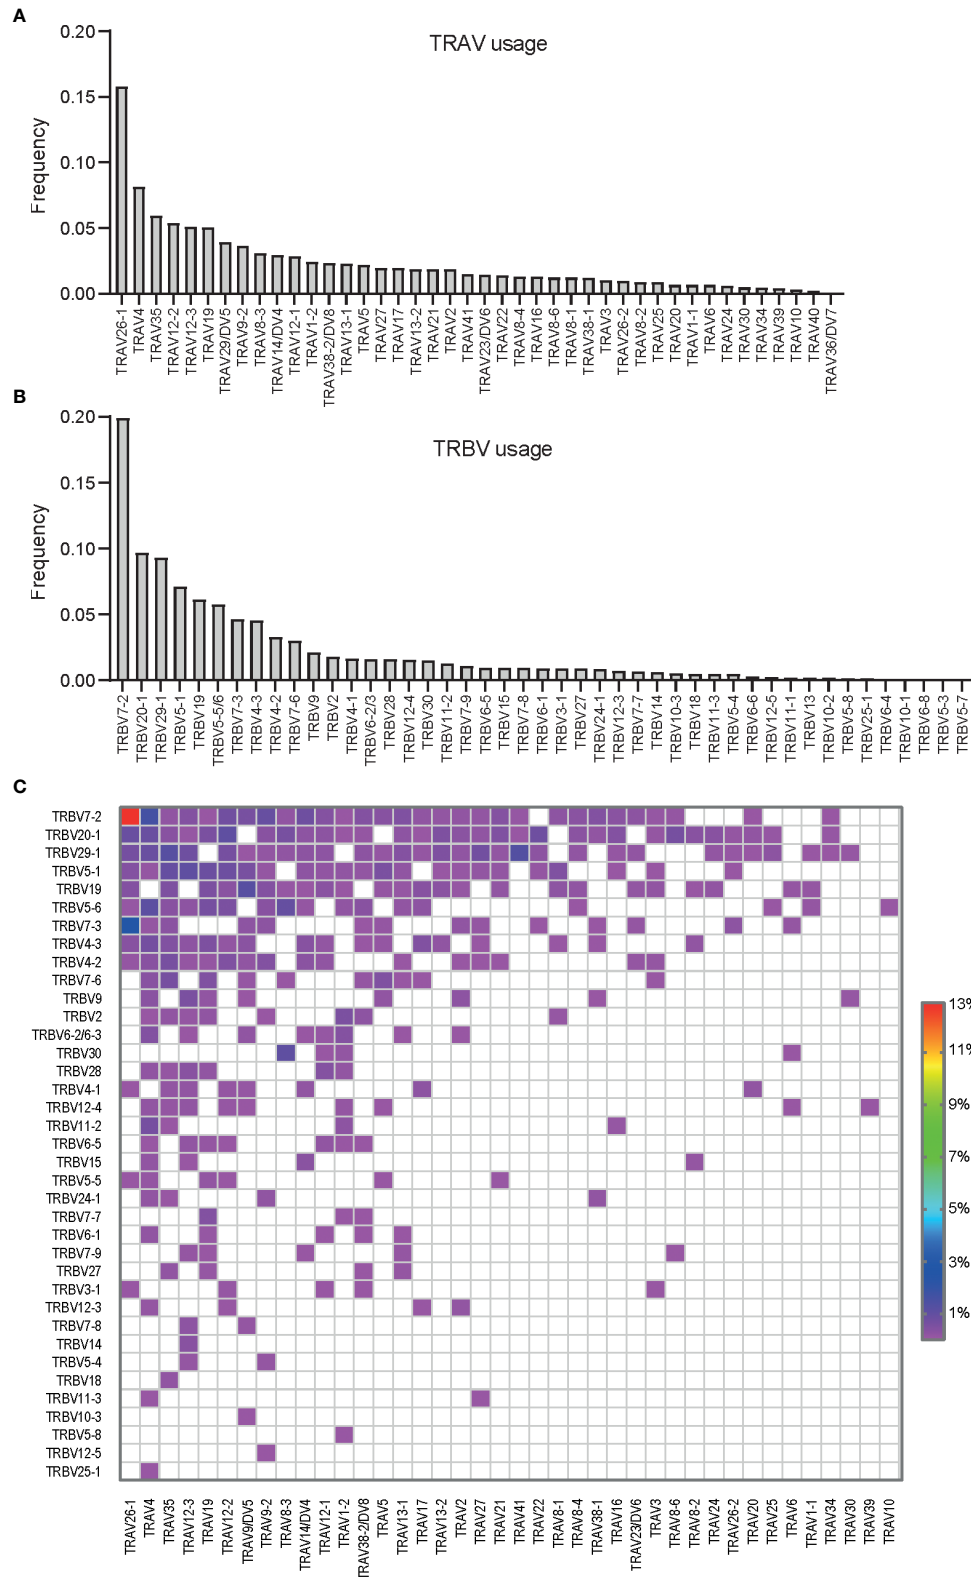 A
TRAV usage
Frequency
0.20
0.15
0.10
0.05
0.00
TRAV26-1
TRAV4
TRAV35
TRAV12-2
TRAV12-3
TRAV19
TRAV29/DV5
TRAV9-2
TRAV8-3
TRAV14/DV4
TRAV12-1
TRAV1-2
TRAV38-2/DV8
TRAV13-1
TRAV5
TRAV27
TRAV17
TRAV13-2
TRAV21
TRAV2
TRAV41
TRAV23/DV6
TRAV22
TRAV8-4
TRAV16
TRAV8-6
TRAV8-1
TRAV38-1
TRAV3
TRAV26-2
TRAV8-2
TRAV25
TRAV20
TRAV1-1
TRAV6
TRAV24
TRAV30
TRAV34
TRAV39
TRAV10
TRAV40
TRAV36/DV7
B
TRBV usage
Frequency
0.20
0.15
0.10
0.05
0.00
TRBV7-2
TRBV20-1
TRBV29-1
TRBV5-1
TRBV19
TRBV5-5/6
TRBV7-3
TRBV4-3
TRBV4-2
TRBV7-6
TRBV9
TRBV2
TRBV4-1
TRBV6-2/3
TRBV28
TRBV12-4
TRBV30
TRBV11-2
TRBV7-9
TRBV6-5
TRBV15
TRBV7-8
TRBV6-1
TRBV3-1
TRBV27
TRBV24-1
TRBV12-3
TRBV7-7
TRBV14
TRBV10-3
TRBV18
TRBV11-3
TRBV5-4
TRBV6-6
TRBV12-5
TRBV11-1
TRBV13
TRBV10-2
TRBV5-8
TRBV25-1
TRBV6-4
TRBV10-1
TRBV6-8
TRBV5-3
TRBV5-7
C
TRBV7-2
TRBV20-1
TRBV29-1
TRBV5-1
TRBV19
TRBV5-6
TRBV7-3
TRBV4-3
TRBV4-2
TRBV7-6
TRBV9
TRBV2
TRBV6-2/6-3
TRBV30
TRBV28
TRBV4-1
TRBV12-4
TRBV11-2
TRBV6-5
TRBV15
TRBV5-5
TRBV24-1
TRBV7-7
TRBV6-1
TRBV7-9
TRBV27
TRBV3-1
TRBV12-3
TRBV7-8
TRBV14
TRBV5-4
TRBV18
TRBV11-3
TRBV10-3
TRBV5-8
TRBV12-5
TRBV25-1
TRAV26-1
TRAV4
TRAV35
TRAV12-3
TRAV19
TRAV12-2
TRAV9/DV5
TRAV9-2
TRAV8-3
TRAV14/DV4
TRAV12-1
TRAV1-2
TRAV38-2/DV8
TRAV5
TRAV13-1
TRAV17
TRAV13-2
TRAV2
TRAV27
TRAV21
TRAV41
TRAV22
TRAV8-1
TRAV8-4
TRAV38-1
TRAV16
TRAV23/DV6
TRAV3
TRAV8-6
TRAV8-2
TRAV24
TRAV26-2
TRAV20
TRAV25
TRAV6
TRAV1-1
TRAV34
TRAV30
TRAV39
TRAV10
13%
11%
9%
7%
5%
3%
1%